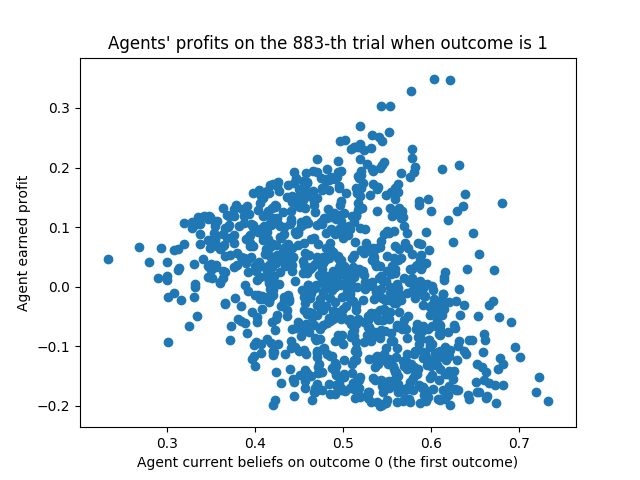 Agents' profits on the 883-th trial when outcome is 1
0.3
0.2
0.1
0.0
−0.1
−0.2
Agent earned profit
0.3 0.4 0.5 0.6 0.7
Agent current beliefs on outcome 0 (the first outcome)